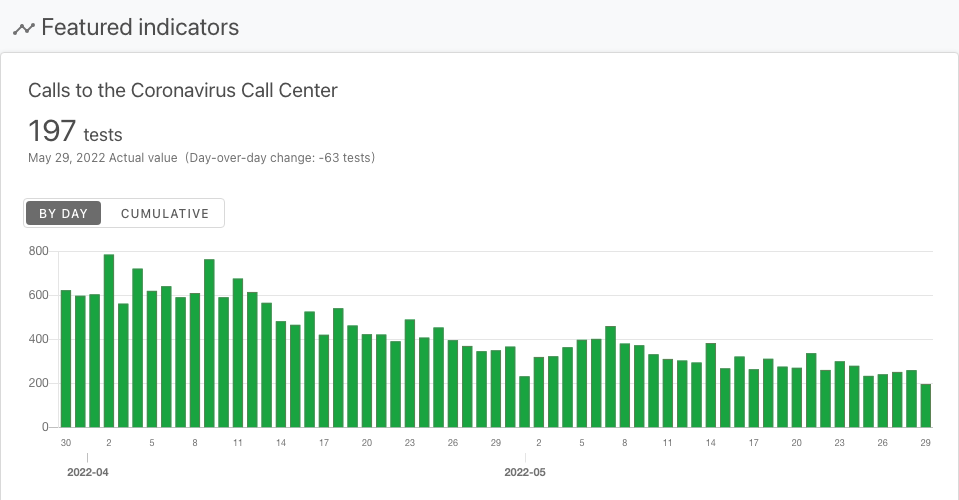 Featured indicators
Calls to the Coronavirus Call Center
197 tests
May 29, 2022 Actual value (Day-over-day change: -63 tests)
BY DAY CUMULATIVE
800
600
400
200
0
30 2 5 8 11 14 17 20 23 26 29 2 5 8 11 14 17 20 23 26 29
2022-04 2022-05